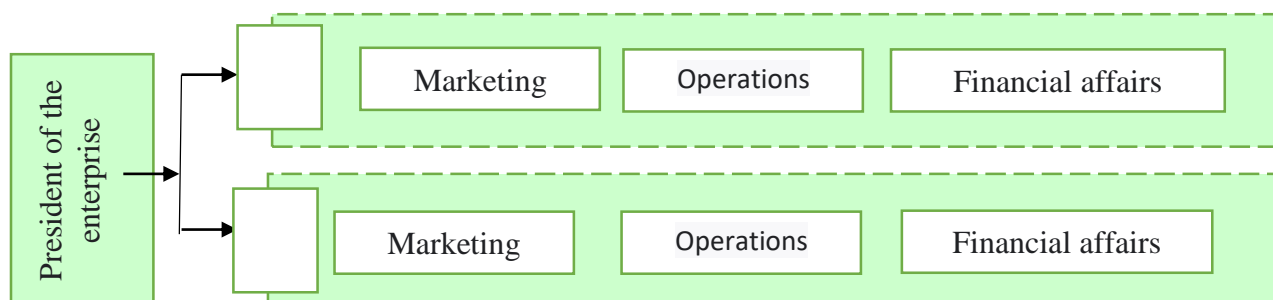 President of the
enterprise
Marketing
Operations
Financial affairs
Marketing
Operations
Financial affairs